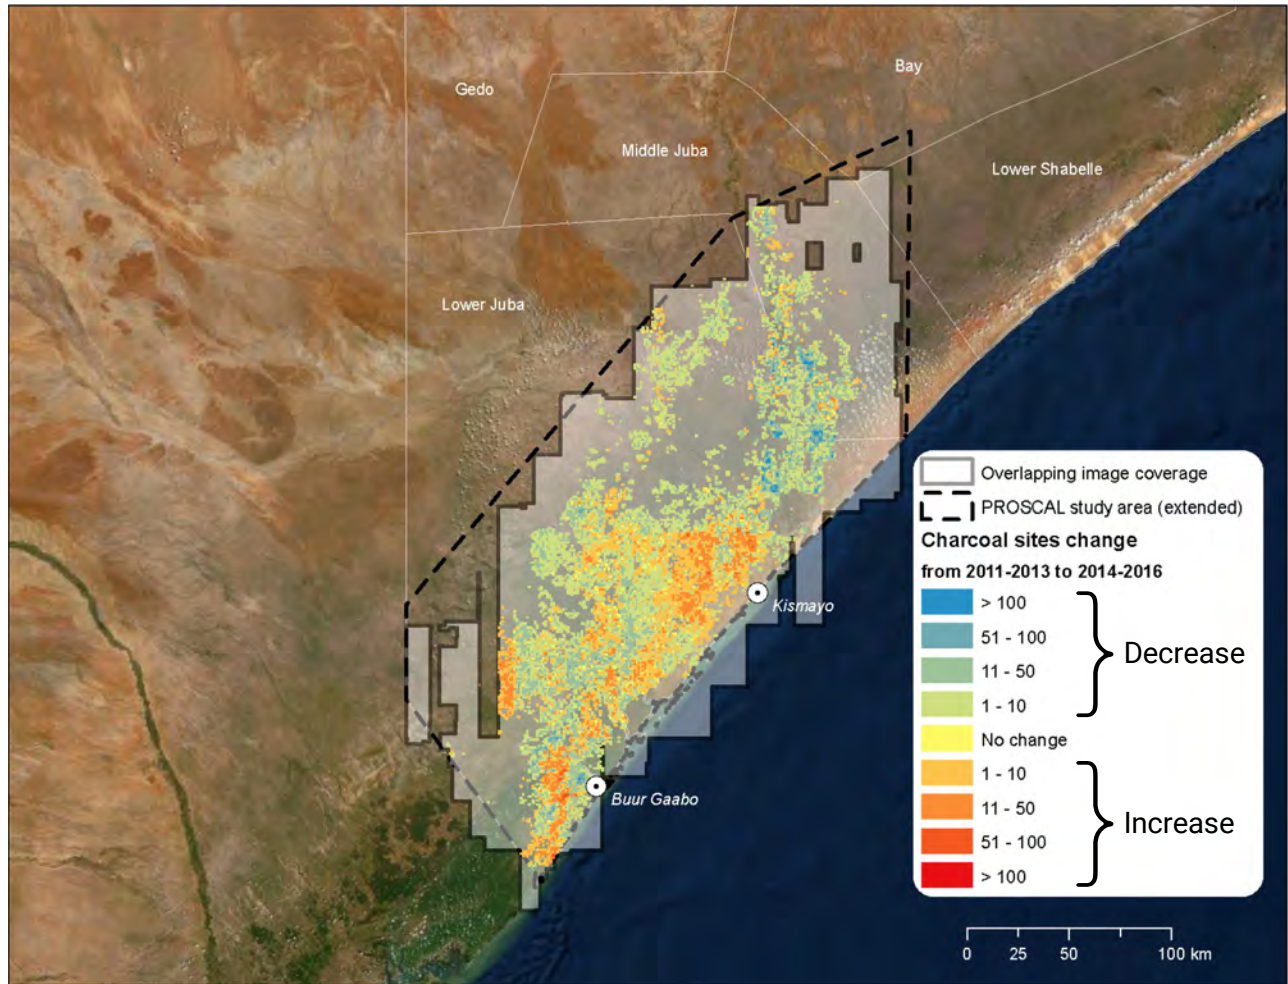 Bay
Gedo
Middle Juba
Lower Shabelle
Lower Juba
Kismayo
Buur Gaabo
Overlapping image coverage
PROSCAL study area (extended)
Charcoal sites change
from 2011-2013 to 2014-2016
> 100
51 - 100
11 - 50
1 - 10
Decrease
No change
1 - 10
11 - 50
51 - 100
> 100
Increase
0 25 50 100 km